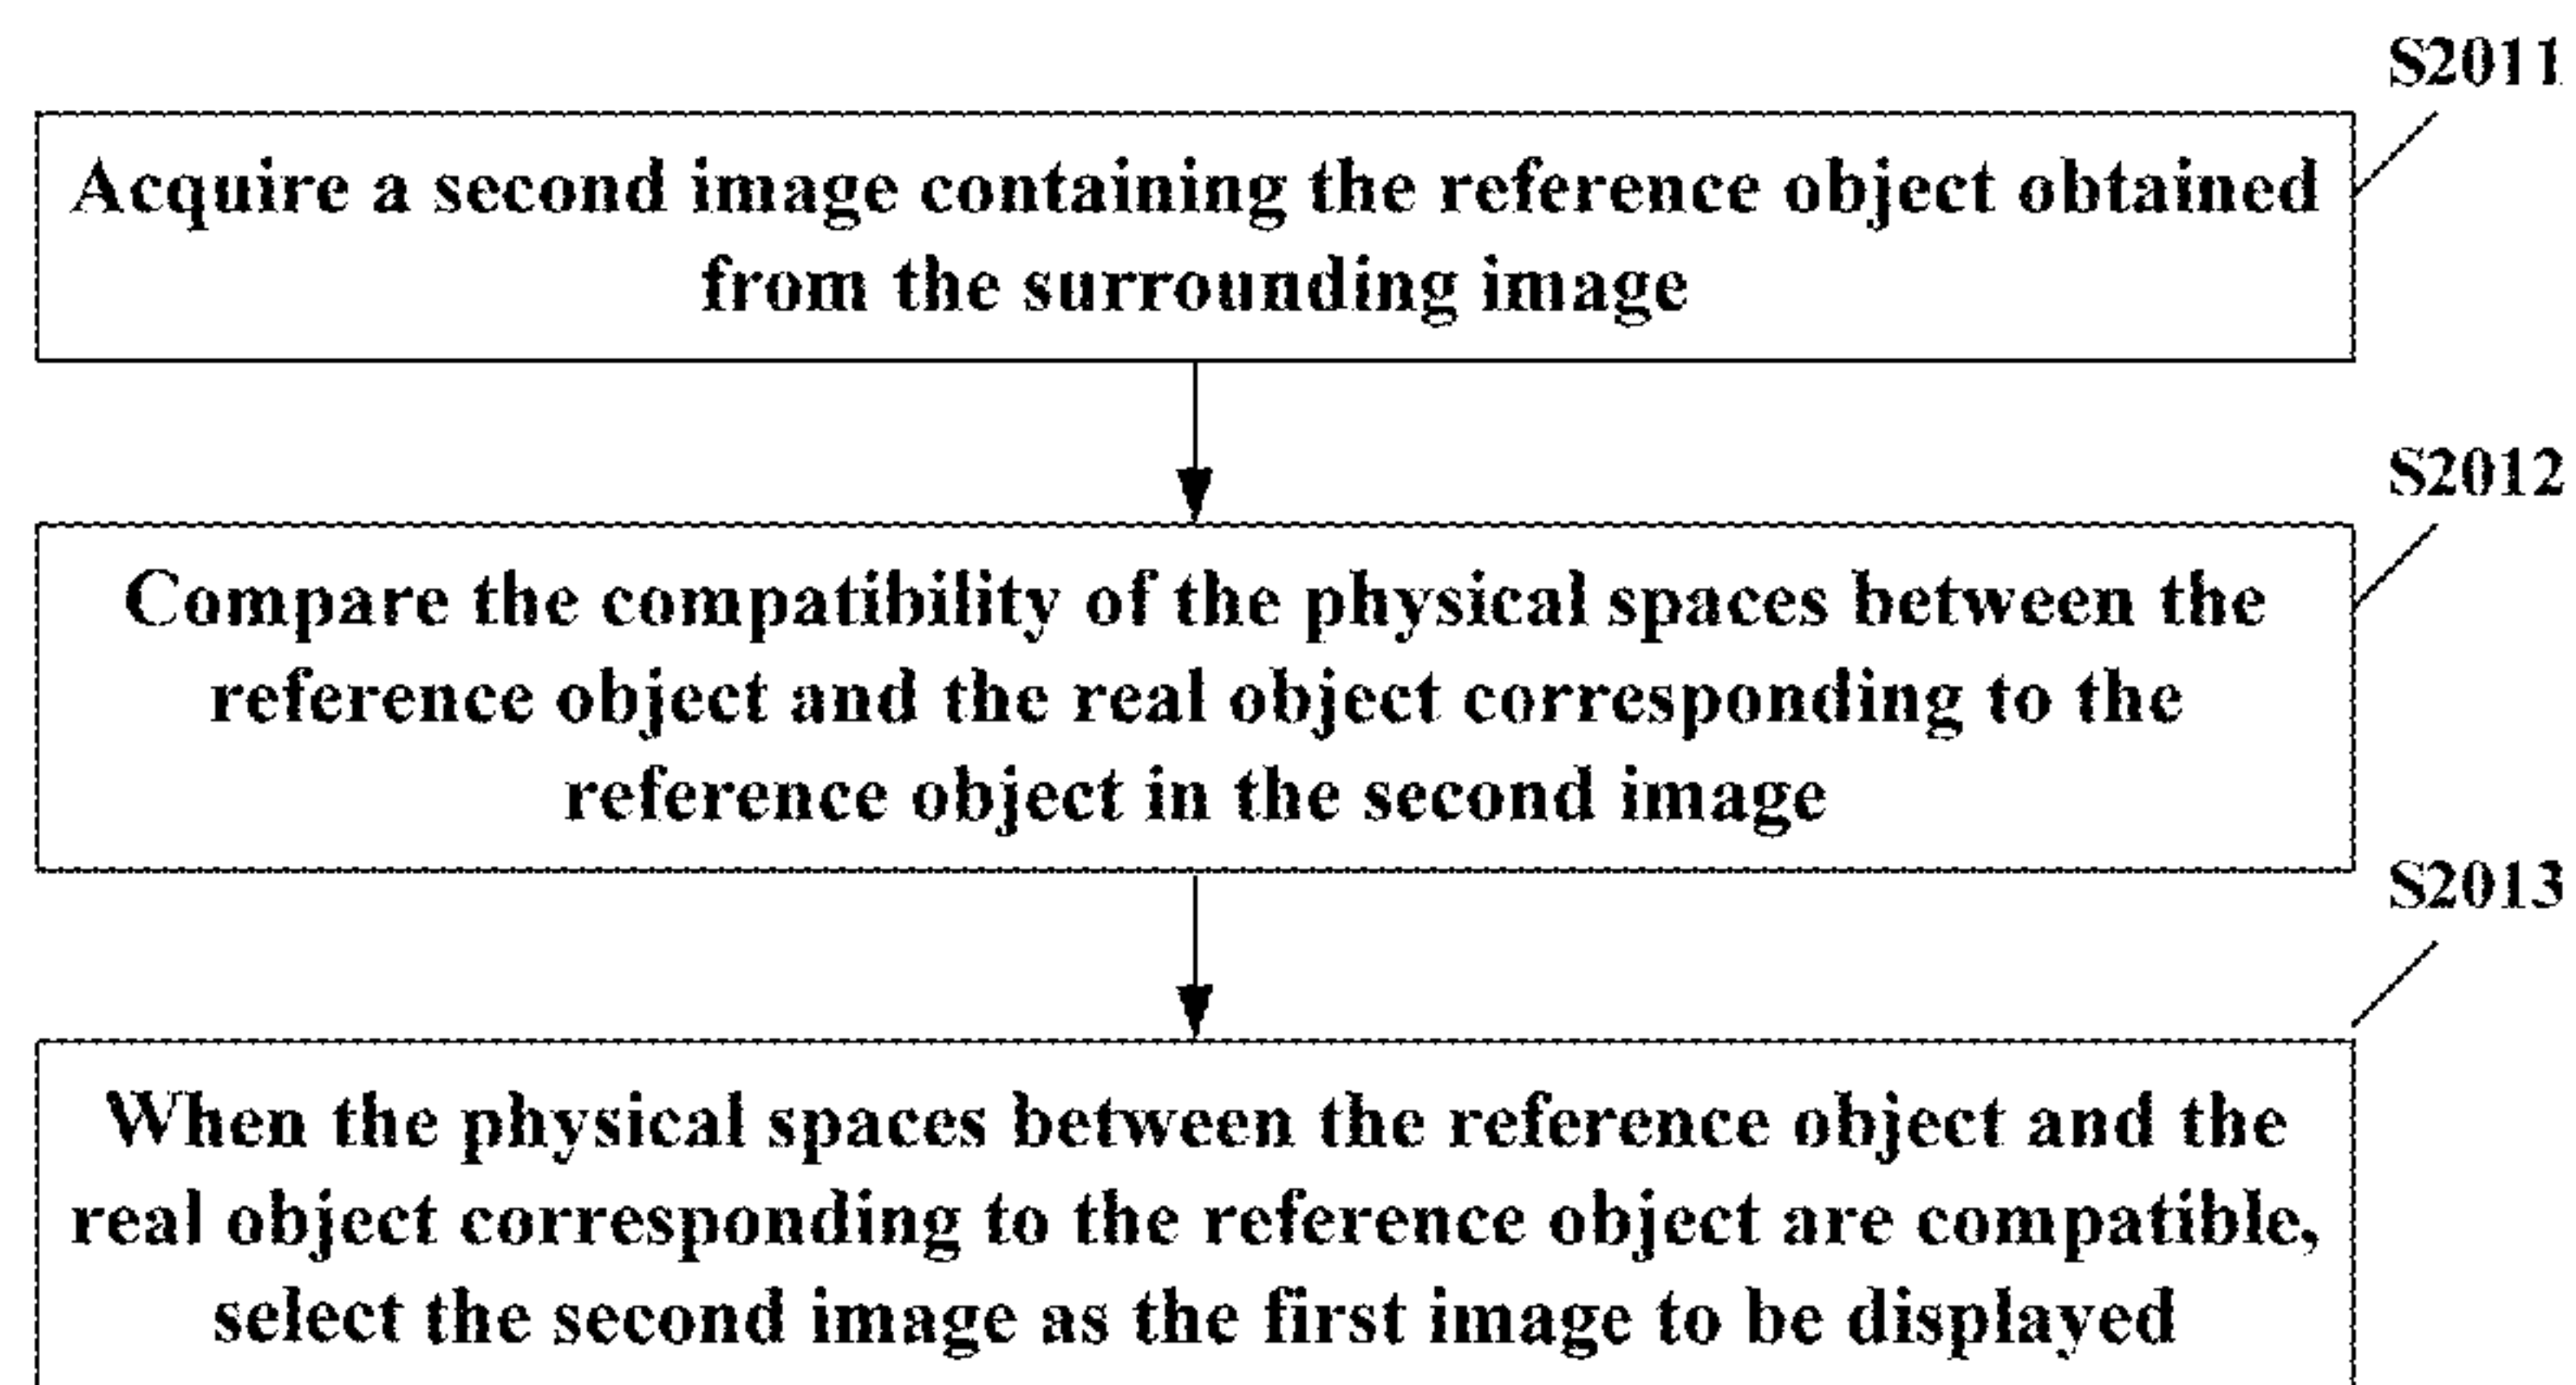 S2011
Acquire a second image containing the reference object obtained
from the surrounding image
S2012
Compare the compatibility of the physical spaces between the
reference object and the real object corresponding to the
reference object in the second image
S2013
When the physical spaces between the reference object and the
real object corresponding to the reference object are compatible,
select the second image as the first image to be displayed